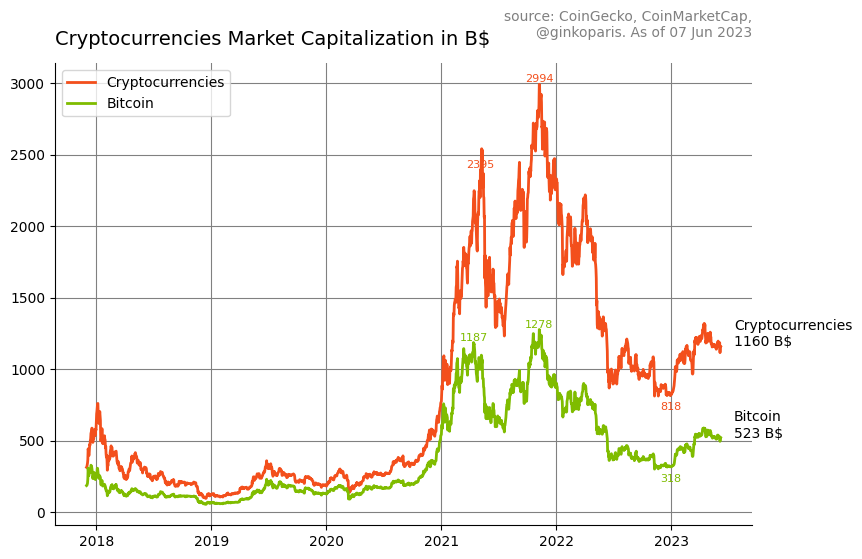 source: CoinGecko, CoinMarketCap,
@ginkoparis. As of 07 Jun 2023
Cryptocurrencies Market Capitalization in B$
Cryptocurrencies
Bitcoin
3000
2500
2000
1500
1000
500
0
2994
2395
1278
1187
818
318
Cryptocurrencies
1160 B$
Bitcoin
523 B$
2018 2019 2020 2021 2022 2023